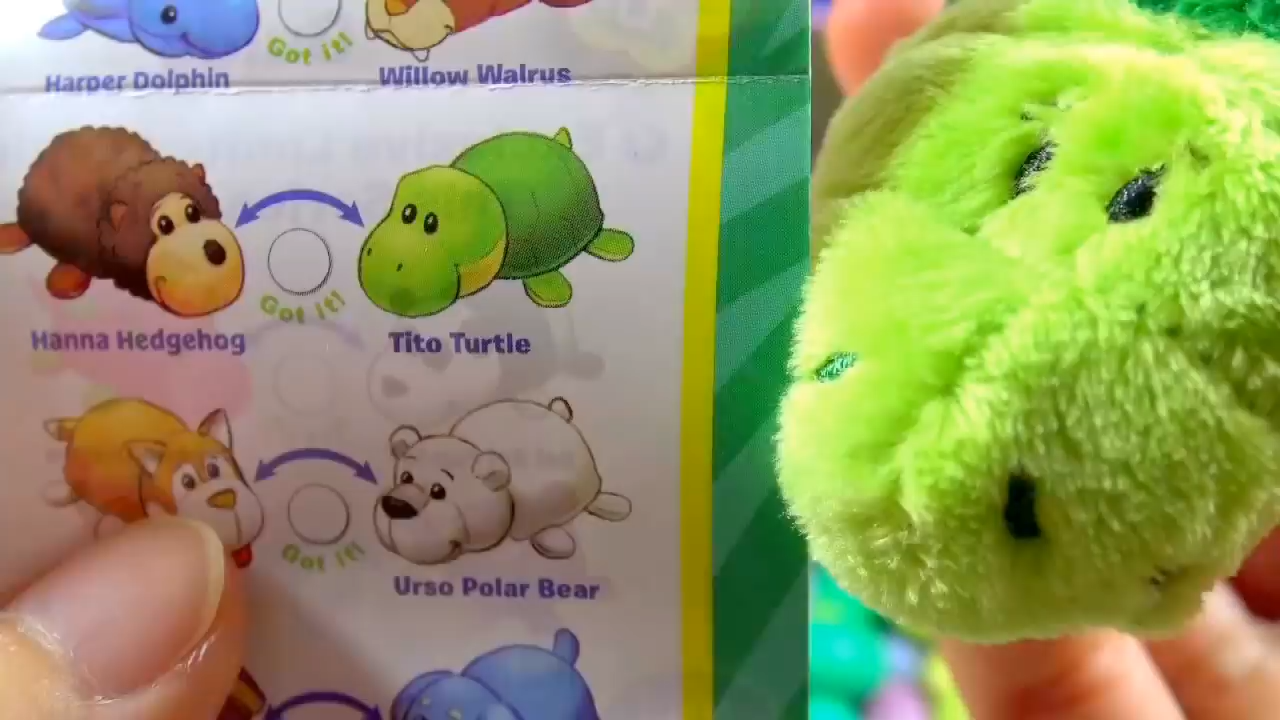 Got it!
Harper Dolphin
Willow Walrus
Got it!
Hanna Hedgehog
Tito Turtle
Got it!
Urso Polar Bear